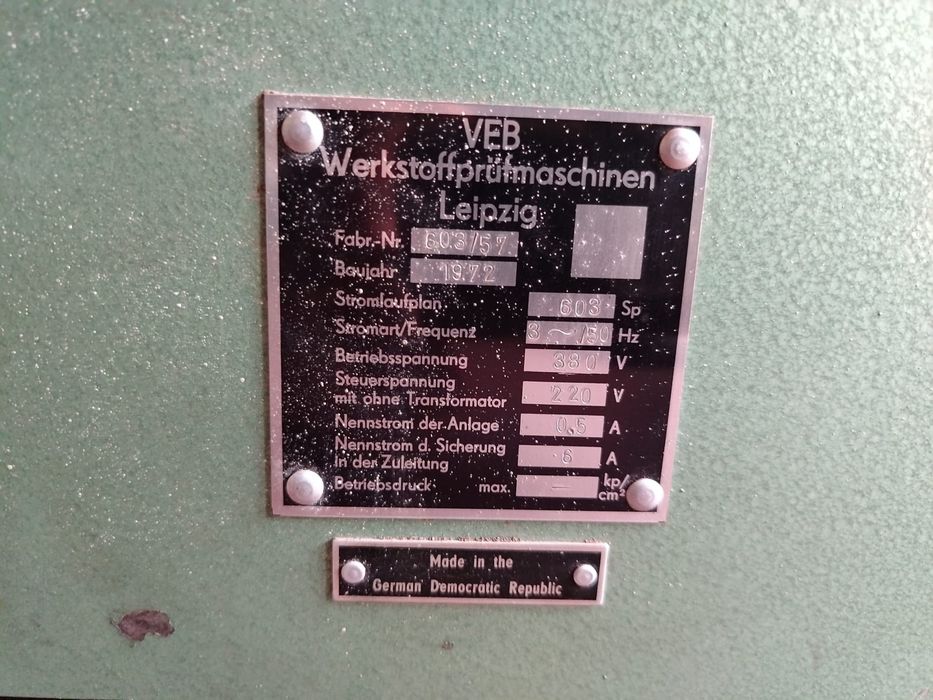 VEB
Werkstoffprüfmaschinen
Leipzig
Fabr.-Nr. 603/57
Baujahr 1972
Stromlaufplan 603 Sp
Stromart/Frequenz 3~/50 Hz
Betriebsspannung 380 V
Steuerspannung
mit ohne Transformator 220 V
Nennstrom der Anlage 0,5 A
Nennstrom d. Sicherung
in der Zuleitung 6 A
Betriebsdruck max. — kp/cm²
Made in the
German Democratic Republic